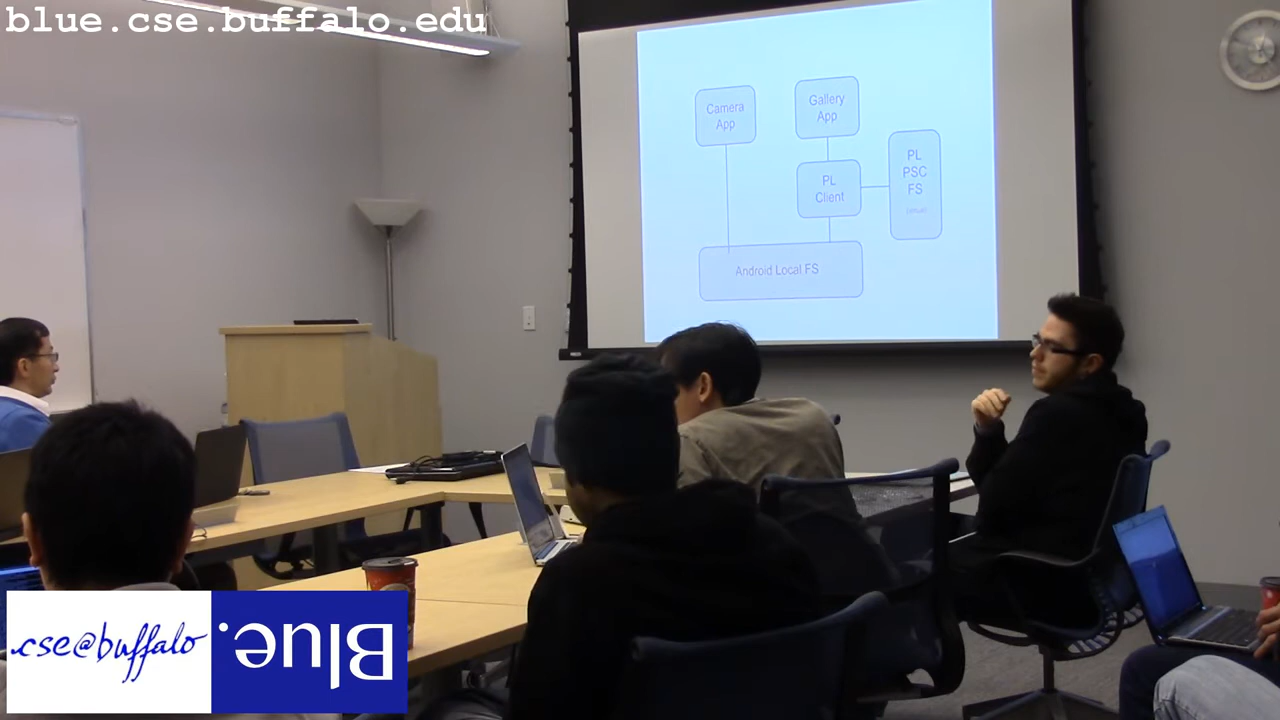 blue.cse.buffalo.edu
Camera
App
Gallery
App
PL
Client
PL
PSC
FS
Android Local FS
cse@buffalo
Blue.